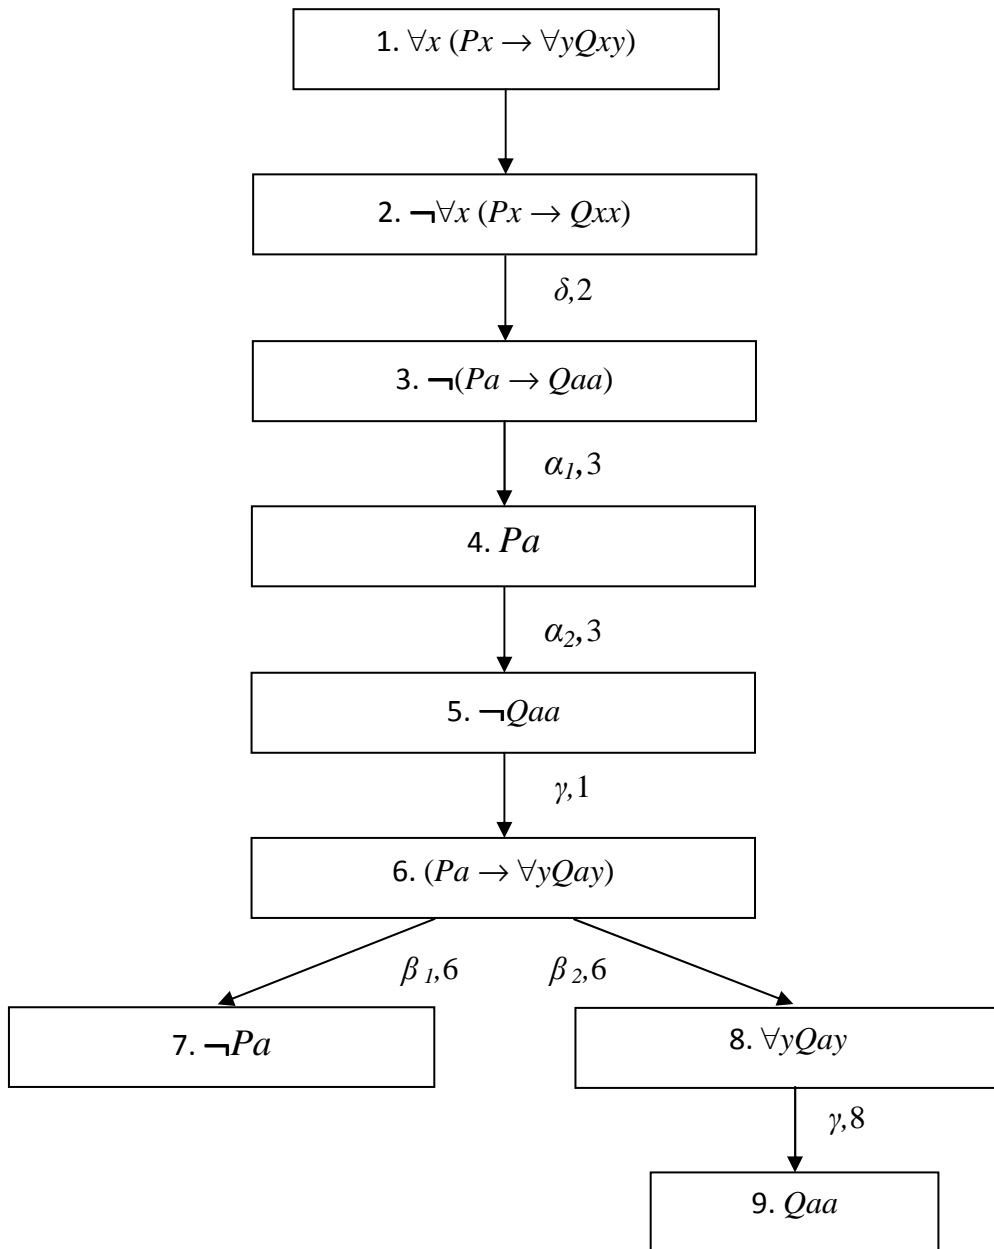 1. ∀x (Px → ∀yQxy)
2. ¬∀x (Px → Qxx)
δ,2
3. ¬(Pa → Qaa)
α1,3
4. Pa
α2,3
5. ¬Qaa
γ,1
6. (Pa → ∀yQay)
β1,6 β2,6
7. ¬Pa 8. ∀yQay
γ,8
9. Qaa